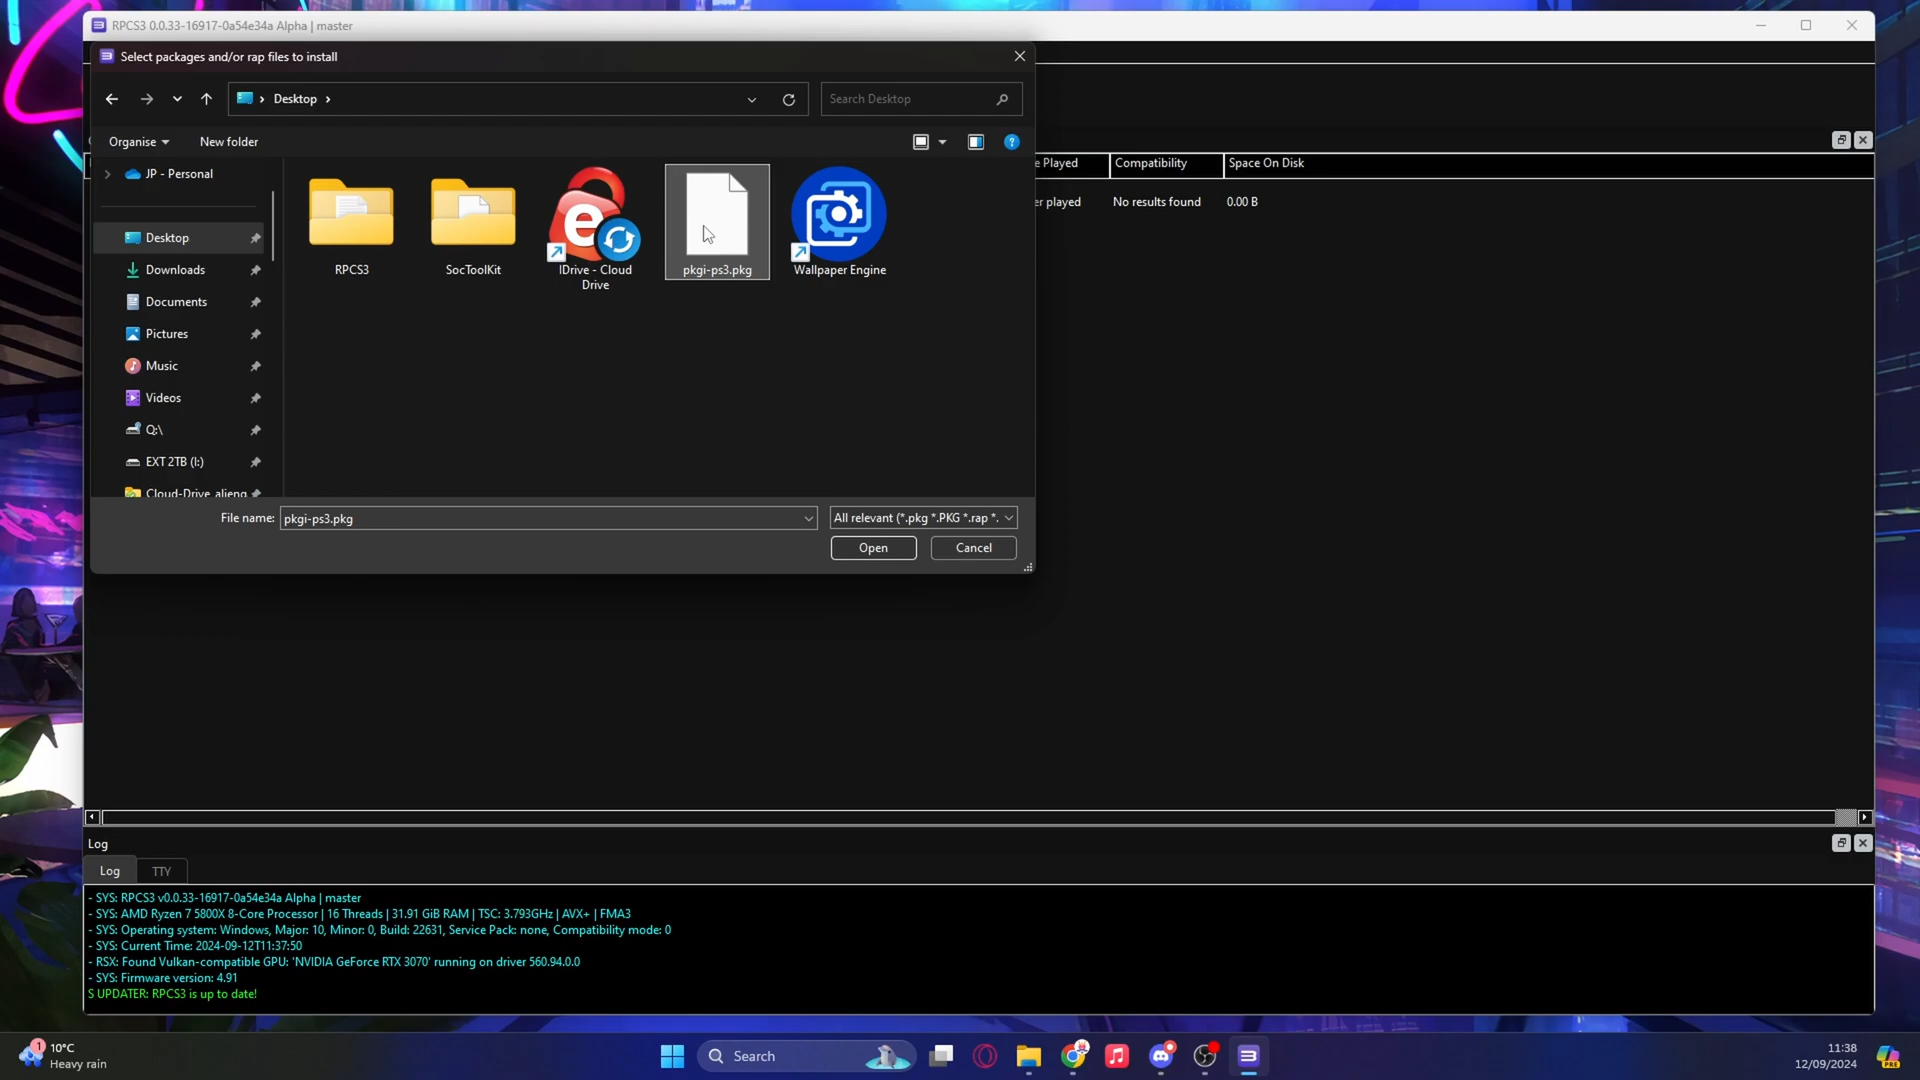 RPCS3 0.0.33-16917-0a54e34a Alpha | master
Select packages and/or rap files to install
Desktop
Search Desktop
Organise
New folder
JP - Personal
Desktop
Downloads
Documents
Pictures
Music
Videos
Q:\
EXT 2TB (I:)
Cloud-Drive alieng
RPCS3
SocToolKit
IDrive - Cloud
Drive
pkgi-ps3.pkg
Wallpaper Engine
e Played
Compatibility
Space On Disk
er played
No results found
0.00 B
File name:
pkgi-ps3.pkg
All relevant (*.pkg *.PKG *.rap *.
Open
Cancel
Log
Log
TTY
- SYS: RPCS3 v0.0.33-16917-0a54e34a Alpha | master
- SYS: AMD Ryzen 7 5800X 8-Core Processor | 16 Threads | 31.91 GiB RAM | TSC: 3.793GHz | AVX+ | FMA3
- SYS: Operating system: Windows, Major: 10, Minor: 0, Build: 22631, Service Pack: none, Compatibility mode: 0
- SYS: Current Time: 2024-09-12T11:37:50
- RSX: Found Vulkan-compatible GPU: 'NVIDIA GeForce RTX 3070' running on driver 560.94.0.0
- SYS: Firmware version: 4.91
S UPDATER: RPCS3 is up to date!
1
10°C
Heavy rain
Search
PRE
11:38
12/09/2024